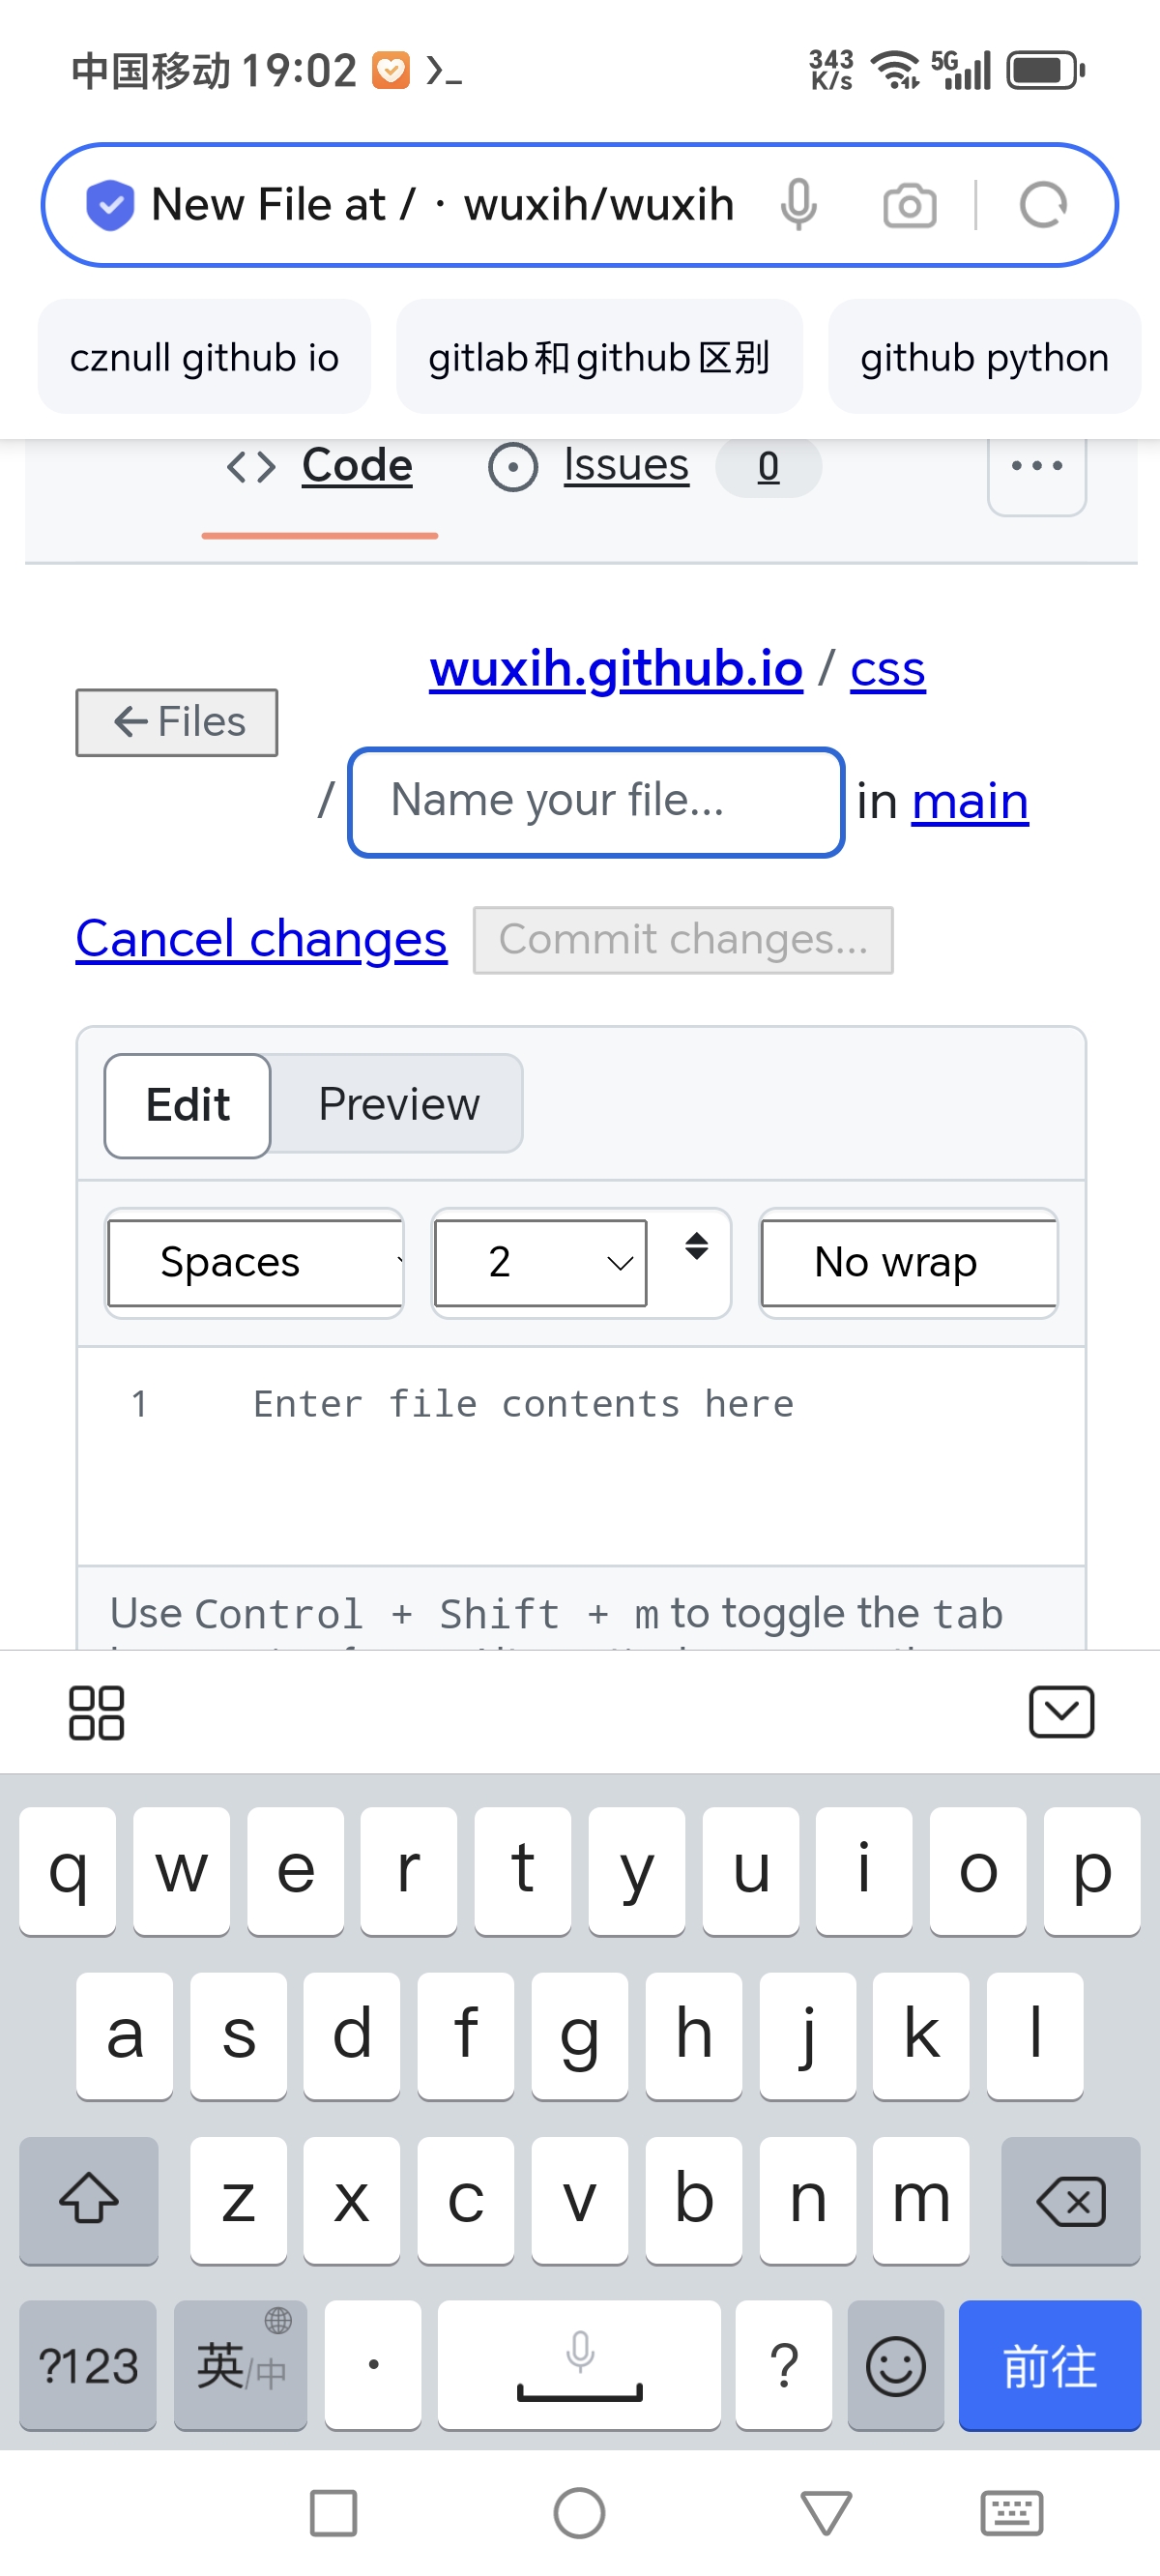 中国移动 19:02
343 K/s 5G
New File at / · wuxih/wuxih
cznull github io
gitlab和github区别
github python
Code
Issues 0
wuxih.github.io / css
Files
/ Name your file... in main
Cancel changes
Commit changes...
Edit Preview
Spaces 2 No wrap
1 Enter file contents here
Use Control + Shift + m to toggle the tab
q w e r t y u i o p
a s d f g h j k l
z x c v b n m
?123 英/中 . ? 前往